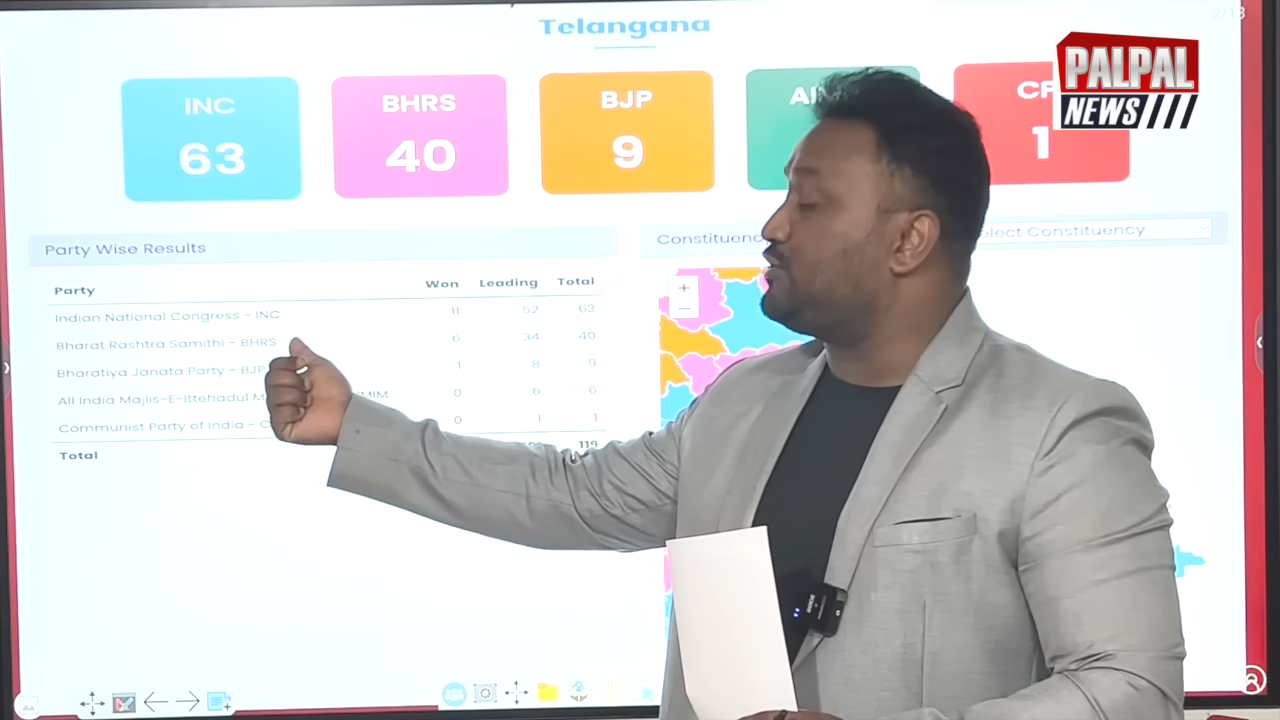 Telangana
2/13
PALPAL
NEWS
INC
63
BHRS
40
BJP
9
1
Party Wise Results
Select Constituency
Party Won Leading Total
Indian National Congress - INC 11 52 63
Bharat Rashtra Samithi - BHRS 6 34 40
Bharatiya Janata Party - BJP 1 8 9
All India Majlis-E-Ittehadul 0 6 6
Communist Party of India - 0 1 1
Total 119